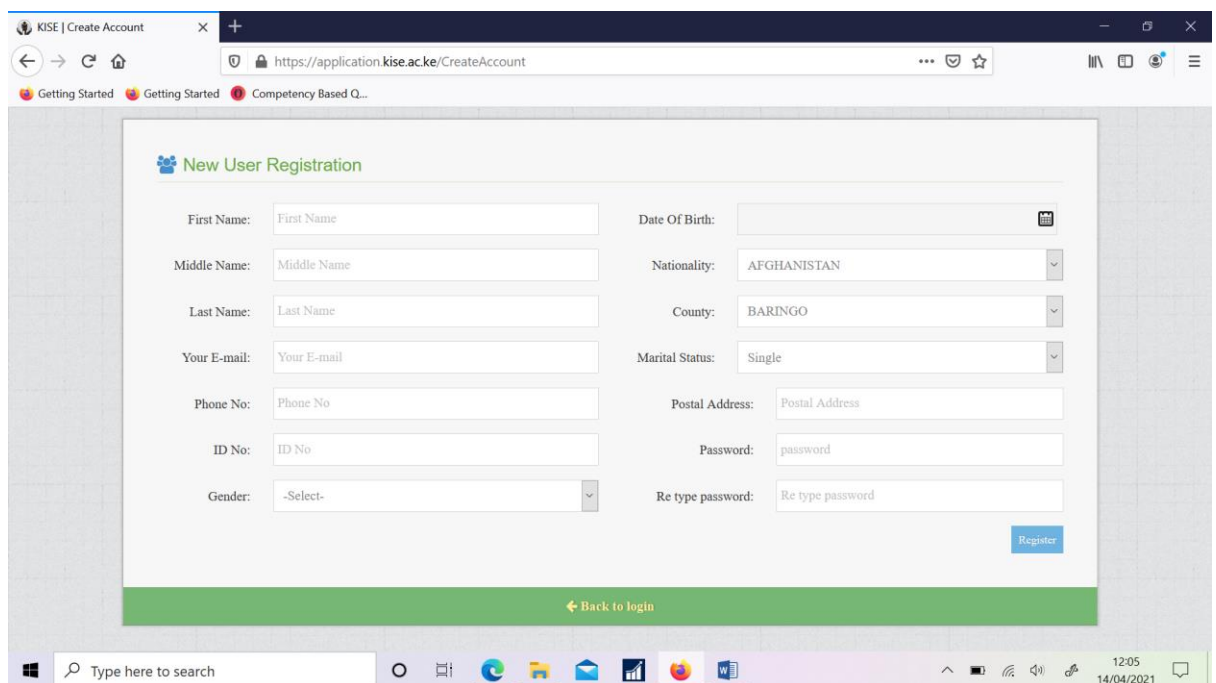 KISE | Create Account
https://application.kise.ac.ke/CreateAccount
Getting Started Getting Started Competency Based Q...
New User Registration
First Name: First Name Date Of Birth:
Middle Name: Middle Name Nationality: AFGHANISTAN
Last Name: Last Name County: BARINGO
Your E-mail: Your E-mail Marital Status: Single
Phone No: Phone No Postal Address: Postal Address
ID No: ID No Password: password
Gender: -Select- Re type password: Re type password
Register
Back to login
Type here to search
12:05
14/04/2021